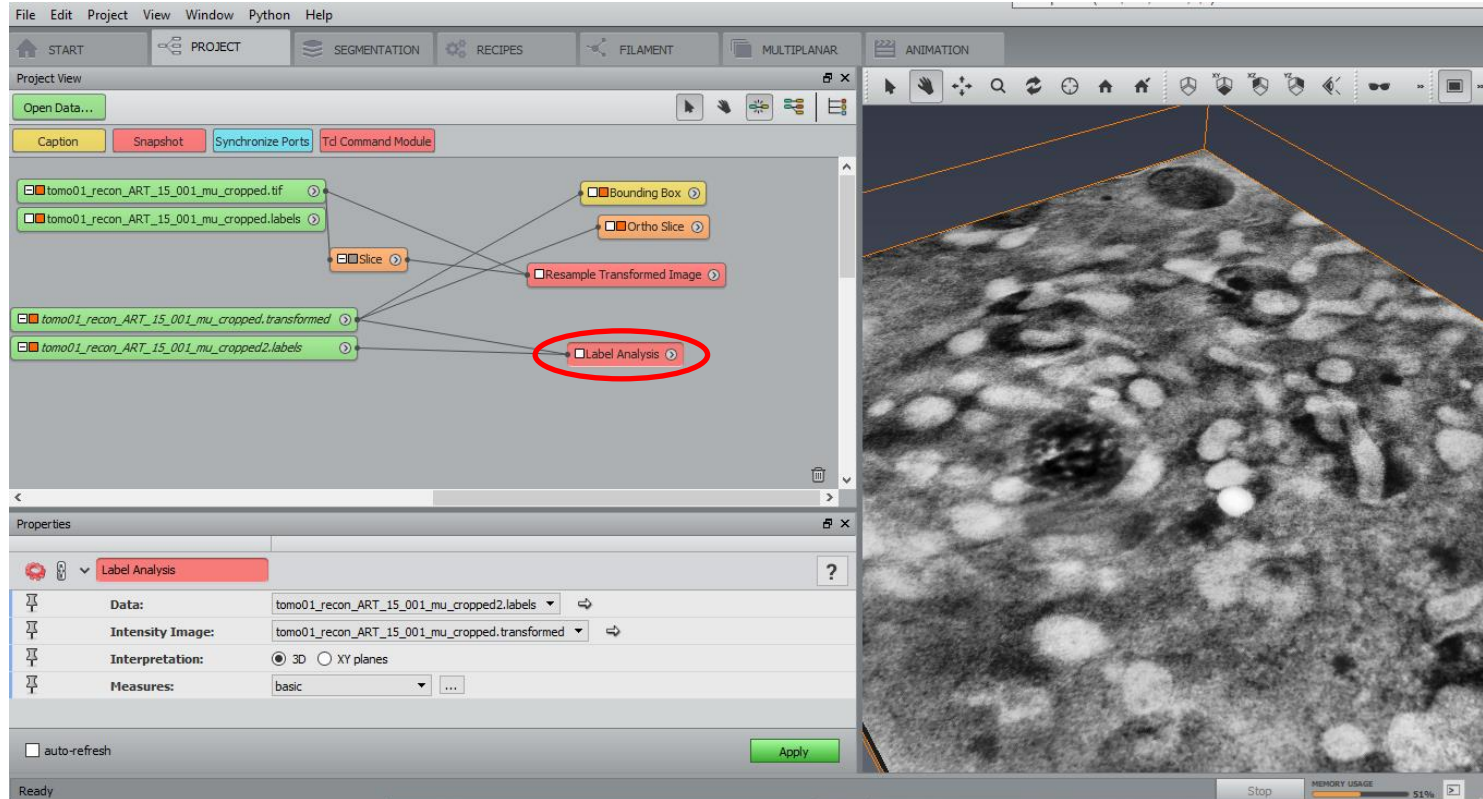 File Edit Project View Window Python Help
START PROJECT SEGMENTATION RECIPES FILAMENT MULTIPLANAR ANIMATION
Project View
Open Data...
Caption Snapshot Synchronize Ports Tcl Command Module
tomo01_recon_ART_15_001_mu_cropped.tif
Bounding Box
tomo01_recon_ART_15_001_mu_cropped.labels
Ortho Slice
Slice
Resample Transformed Image
tomo01_recon_ART_15_001_mu_cropped.transformed
tomo01_recon_ART_15_001_mu_cropped2.labels
Label Analysis
Properties
Label Analysis ?
Data: tomo01_recon_ART_15_001_mu_cropped2.labels
Intensity Image: tomo01_recon_ART_15_001_mu_cropped.transformed
Interpretation: 3D XY planes
Measures: basic ...
auto-refresh Apply
Ready Stop MEMORY USAGE 51%
XY XZ YZ